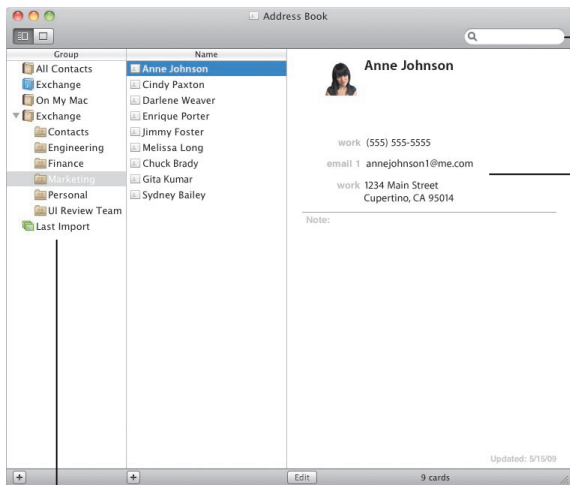 Address Book
Group
All Contacts
Exchange
On My Mac
Exchange
Contacts
Engineering
Finance
Marketing
Personal
UI Review Team
Last Import
Name
Anne Johnson
Cindy Paxton
Darlene Weaver
Enrique Porter
Jimmy Foster
Melissa Long
Chuck Brady
Gita Kumar
Sydney Bailey
Anne Johnson
work (555) 555-5555
email 1 annejohnson1@me.com
work 1234 Main Street
Cupertino, CA 95014
Note:
Updated: 5/15/09
Edit
9 cards